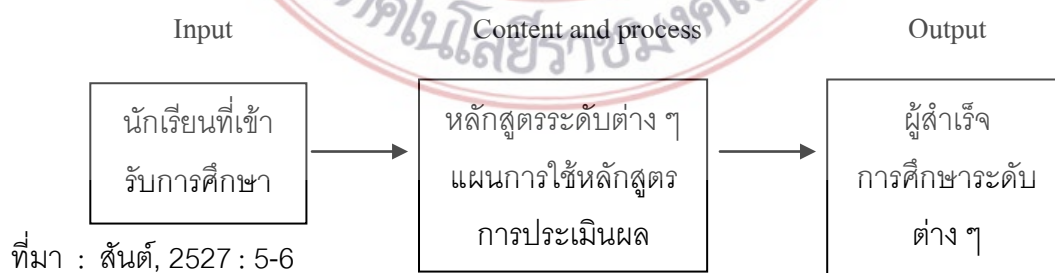 Input
Content and process
Output
นักเรียนที่เข้า
รับการศึกษา
หลักสูตรระดับต่าง ๆ
แผนการใช้หลักสูตร
การประเมินผล
ผู้สำเร็จ
การศึกษาระดับ
ต่าง ๆ
ที่มา : สันต์, 2527 : 5-6